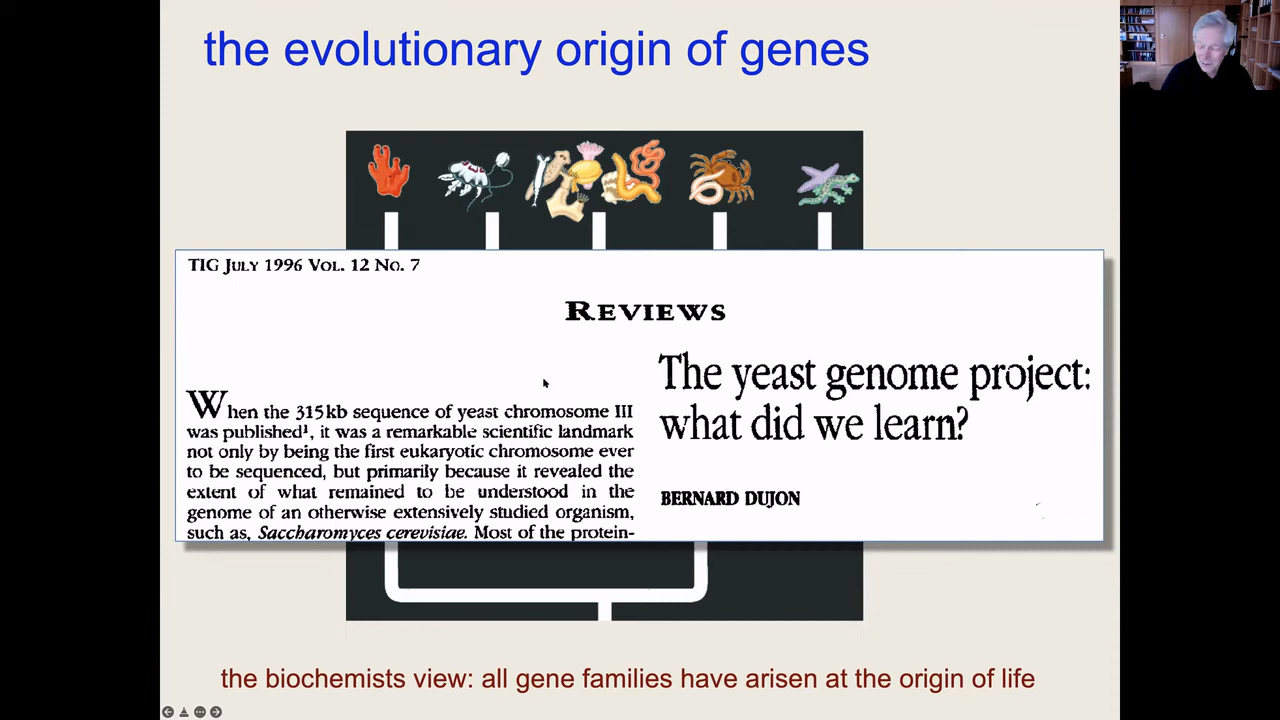 the evolutionary origin of genes
TIG JULY 1996 VOL. 12 NO. 7
REVIEWS
The yeast genome project:
what did we learn?
BERNARD DUJON
When the 315kb sequence of yeast chromosome III
was published¹, it was a remarkable scientific landmark
not only by being the first eukaryotic chromosome ever
to be sequenced, but primarily because it revealed the
extent of what remained to be understood in the
genome of an otherwise extensively studied organism,
such as, Saccharomyces cerevisiae. Most of the protein-
the biochemists view: all gene families have arisen at the origin of life